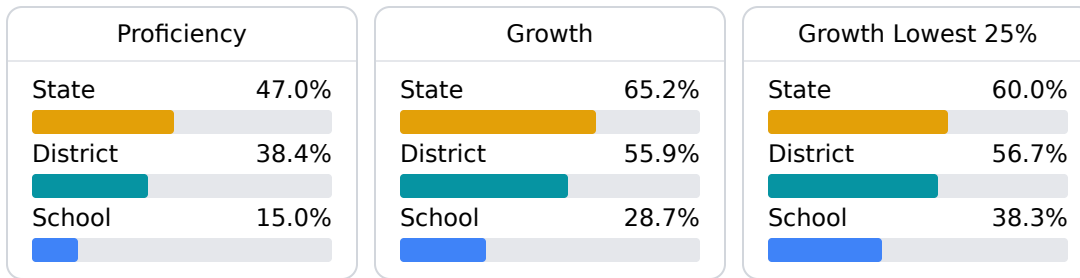 Proficiency
State 47.0%
District 38.4%
School 15.0%
Growth
State 65.2%
District 55.9%
School 28.7%
Growth Lowest 25%
State 60.0%
District 56.7%
School 38.3%